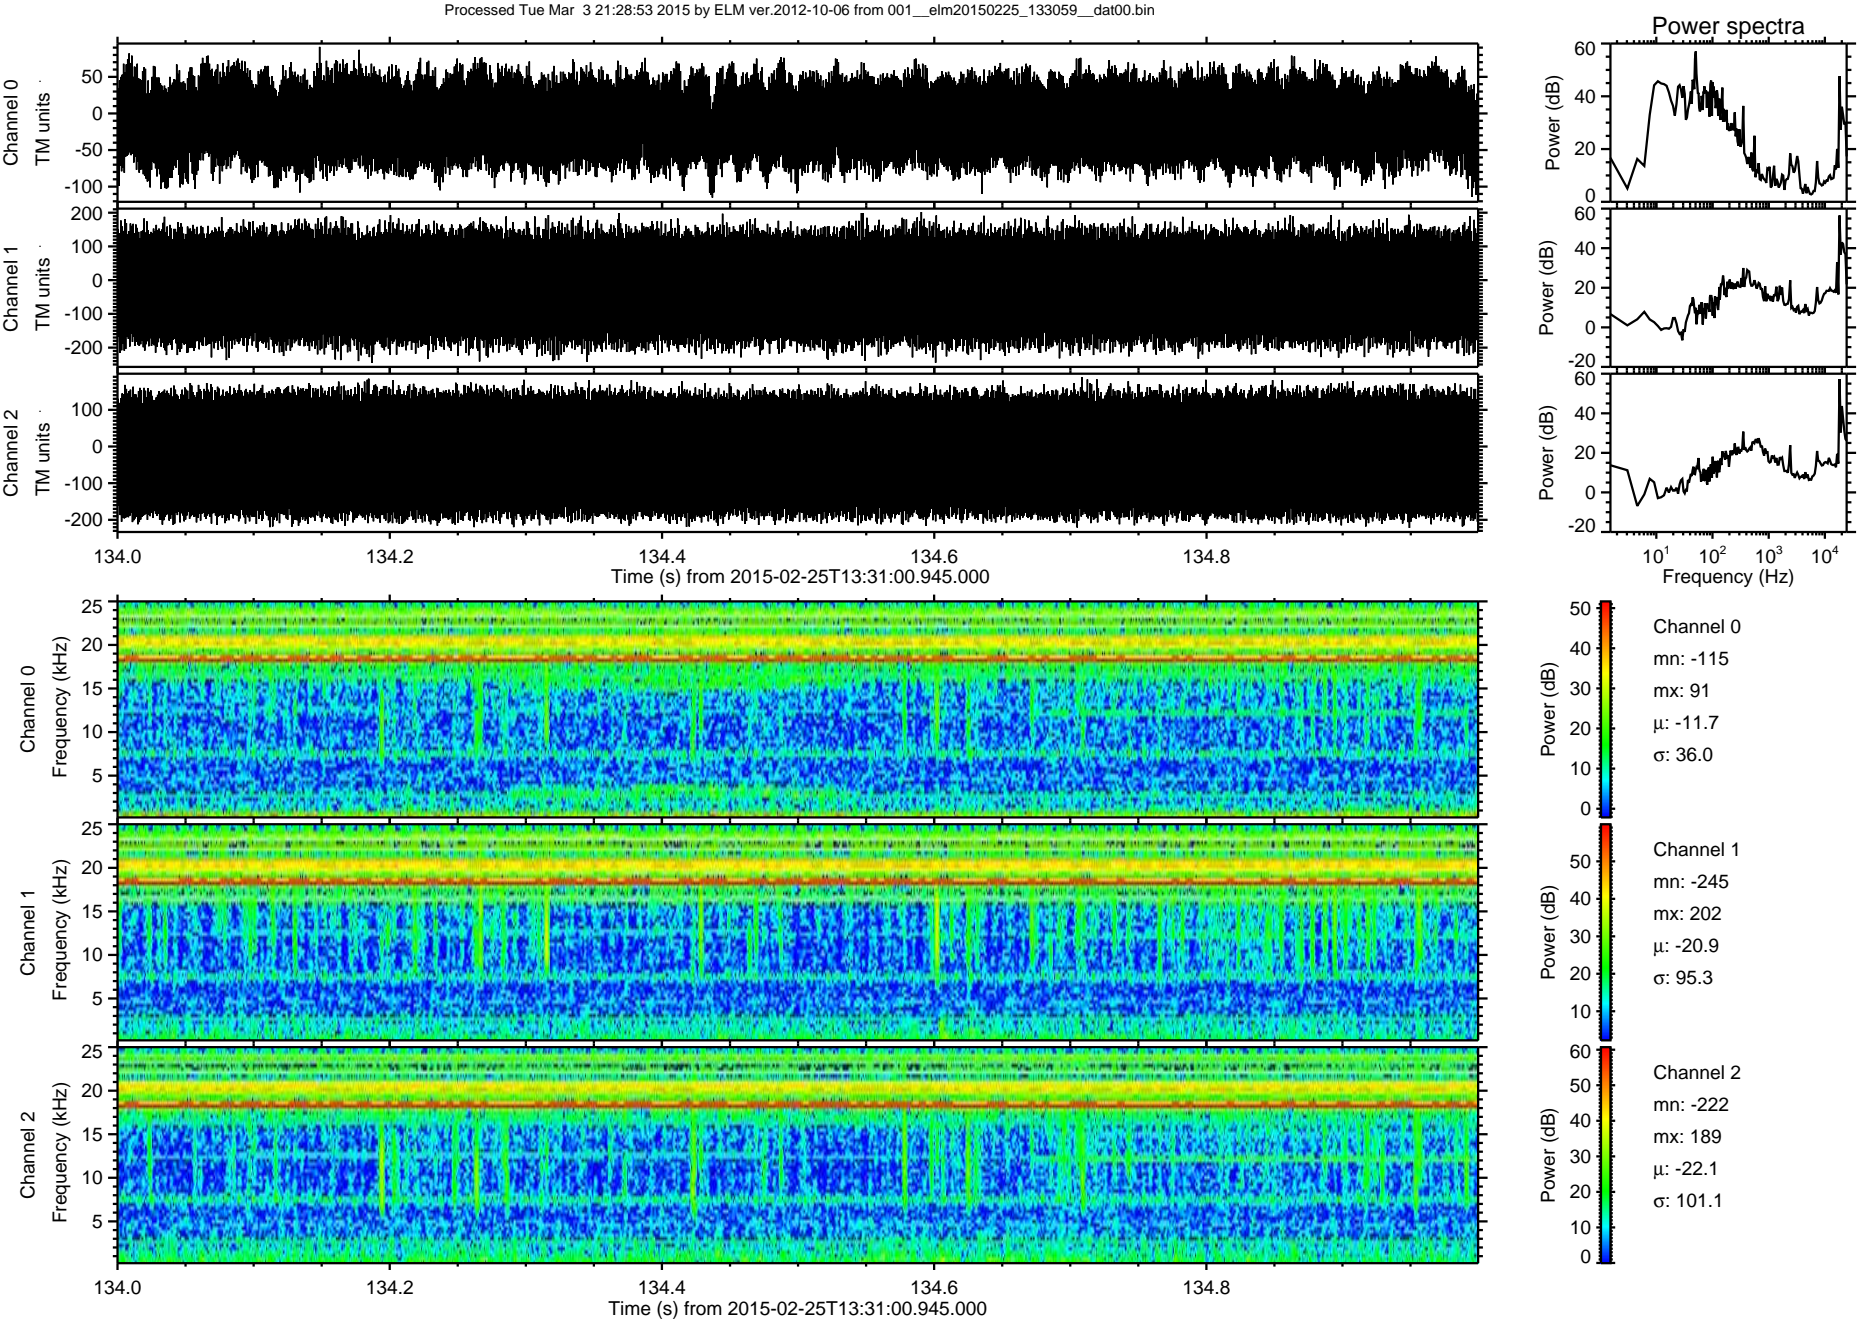 Processed Tue Mar  3 21:28:53 2015 by ELM ver.2012-10-06 from 001__elm20150225_133059__dat00.bin
Power spectra
Channel 0
TM units
50
0
-50
-100
Power (dB)
60
40
20
0
Channel 1
TM units
200
100
0
-100
-200
Power (dB)
60
40
20
0
-20
Channel 2
TM units
100
0
-100
-200
Power (dB)
60
40
20
0
-20
134.0 134.2 134.4 134.6 134.8
Time (s) from 2015-02-25T13:31:00.945.000
10¹ 10² 10³ 10⁴
Frequency (Hz)
Channel 0
Frequency (kHz)
25
20
15
10
5
Power (dB)
50
40
30
20
10
0
Channel 0
mn: -115
mx: 91
µ: -11.7
σ: 36.0
Channel 1
Frequency (kHz)
25
20
15
10
5
Power (dB)
50
40
30
20
10
Channel 1
mn: -245
mx: 202
µ: -20.9
σ: 95.3
Channel 2
Frequency (kHz)
25
20
15
10
5
Power (dB)
60
50
40
30
20
10
0
Channel 2
mn: -222
mx: 189
µ: -22.1
σ: 101.1
134.0 134.2 134.4 134.6 134.8
Time (s) from 2015-02-25T13:31:00.945.000